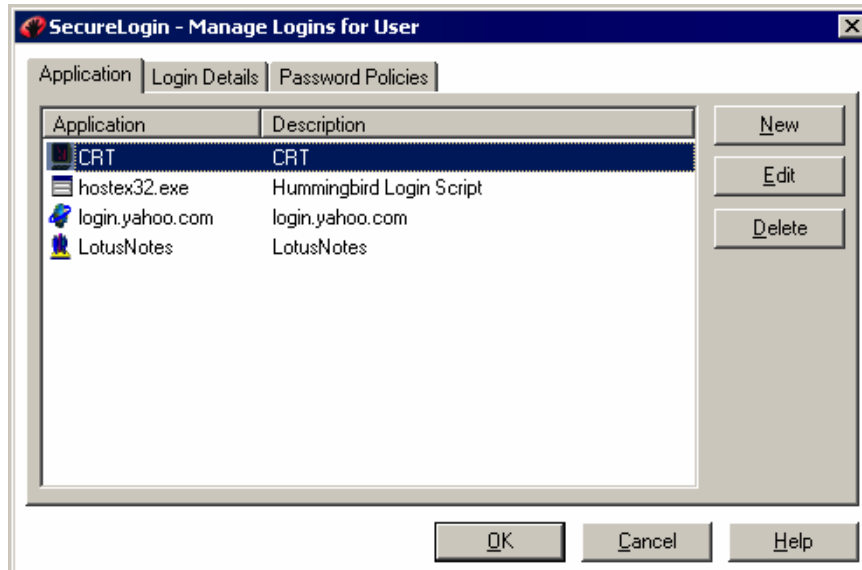 SecureLogin - Manage Logins for User
Application Login Details Password Policies
Application Description
CRT CRT
hostex32.exe Hummingbird Login Script
login.yahoo.com login.yahoo.com
LotusNotes LotusNotes
New
Edit
Delete
OK Cancel Help